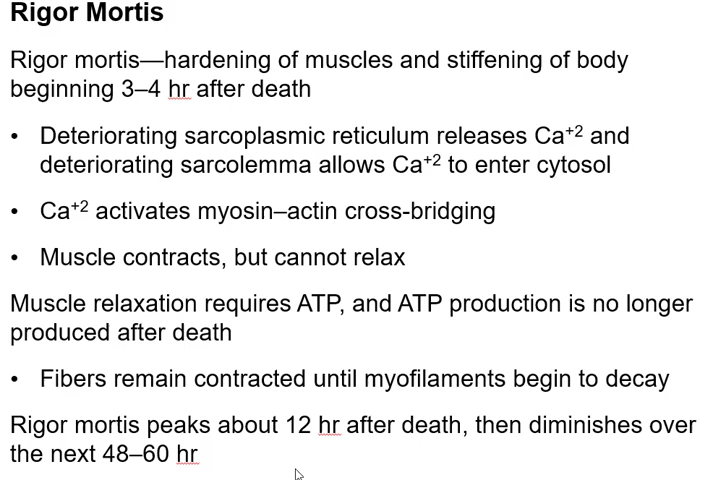 Rigor Mortis
Rigor mortis—hardening of muscles and stiffening of body
beginning 3–4 hr after death
• Deteriorating sarcoplasmic reticulum releases Ca⁺² and
deteriorating sarcolemma allows Ca⁺² to enter cytosol
• Ca⁺² activates myosin–actin cross-bridging
• Muscle contracts, but cannot relax
Muscle relaxation requires ATP, and ATP production is no longer
produced after death
• Fibers remain contracted until myofilaments begin to decay
Rigor mortis peaks about 12 hr after death, then diminishes over
the next 48–60 hr